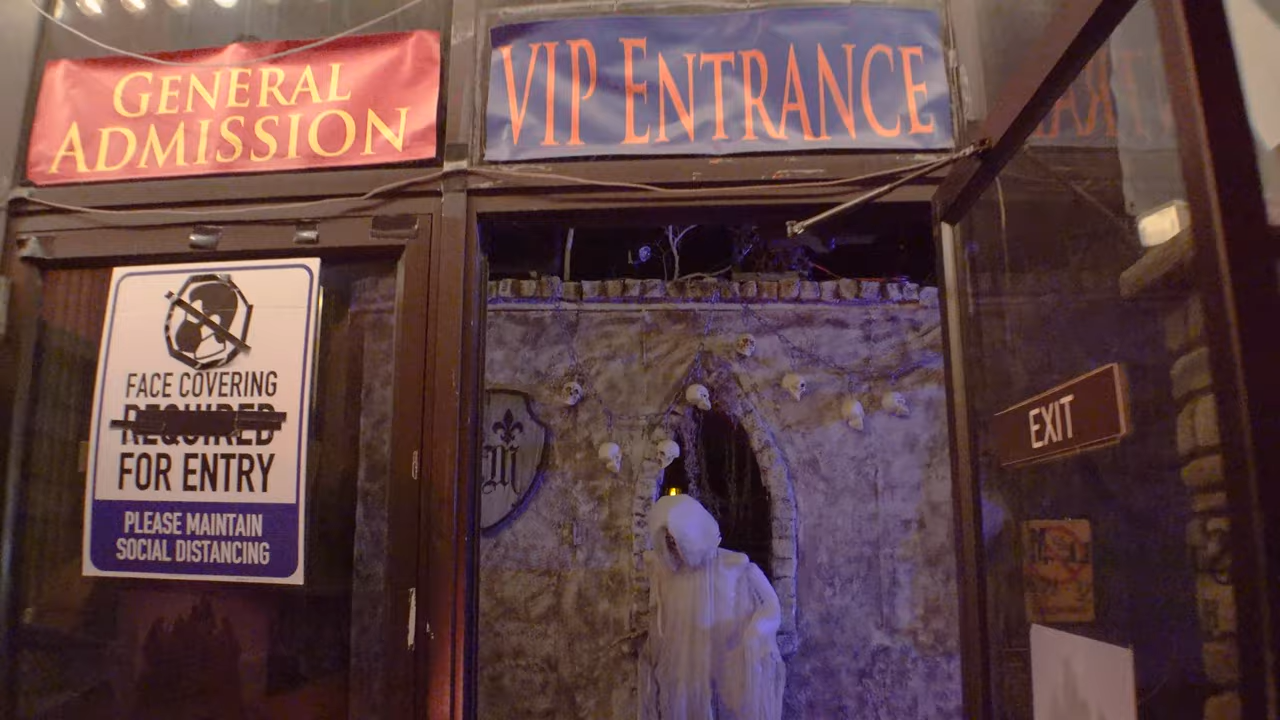 GENERAL
ADMISSION
VIP ENTRANCE
FACE COVERING
REQUIRED
FOR ENTRY
PLEASE MAINTAIN
SOCIAL DISTANCING
EXIT